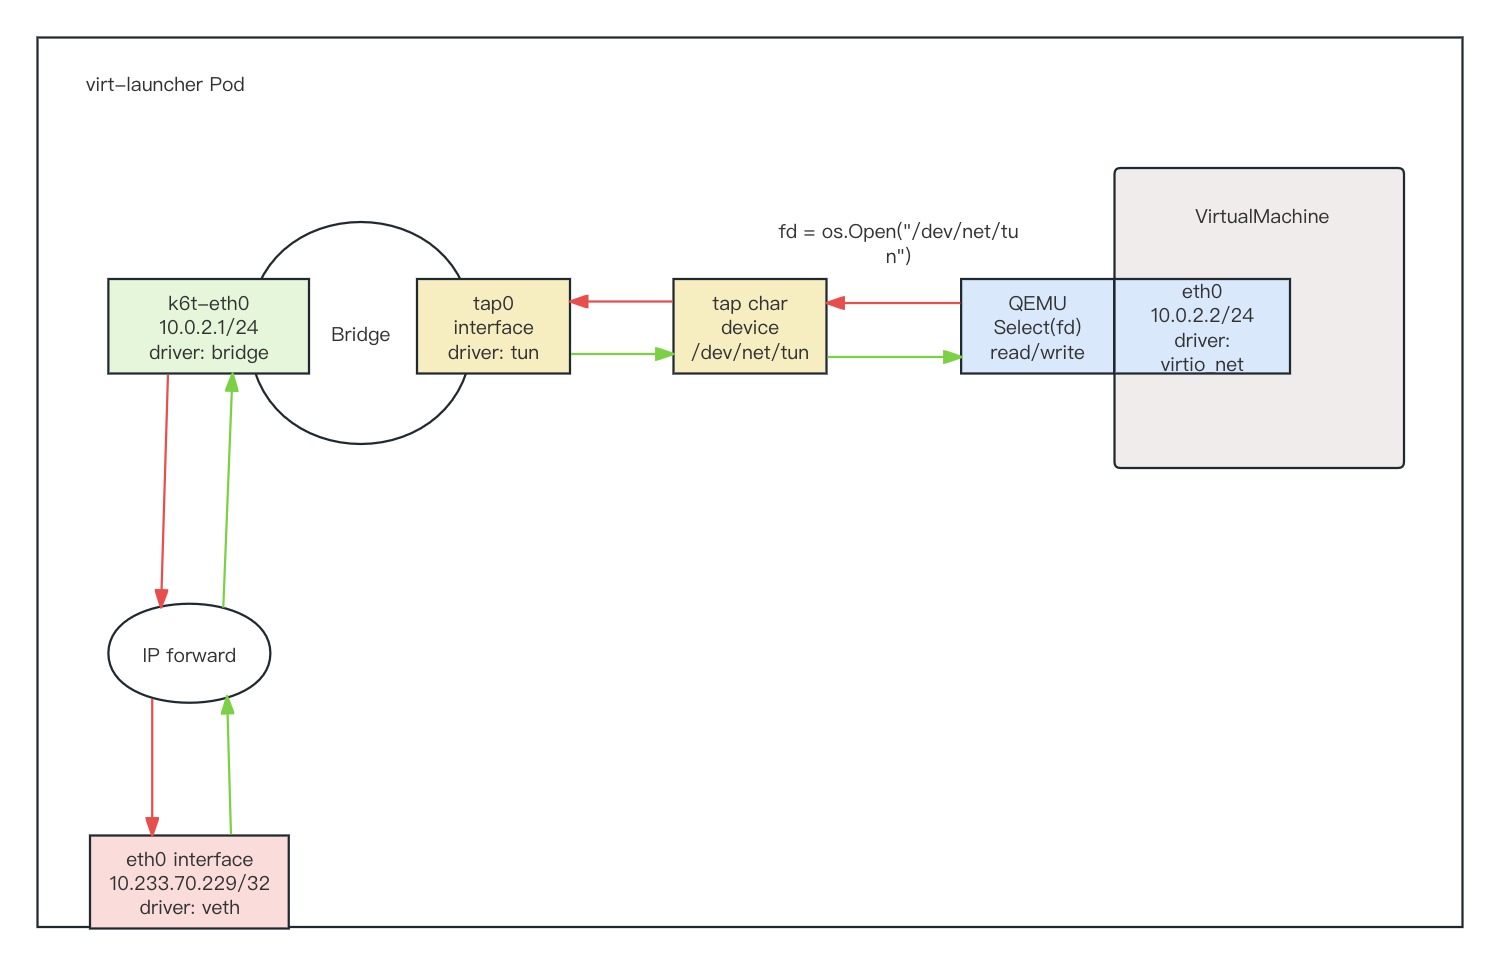 virt-launcher Pod
VirtualMachine
fd = os.Open("/dev/net/tu
n")
k6t-eth0
10.0.2.1/24
driver: bridge
Bridge
tap0
interface
driver: tun
tap char
device
/dev/net/tun
QEMU
Select(fd)
read/write
eth0
10.0.2.2/24
driver:
virtio_net
IP forward
eth0 interface
10.233.70.229/32
driver: veth